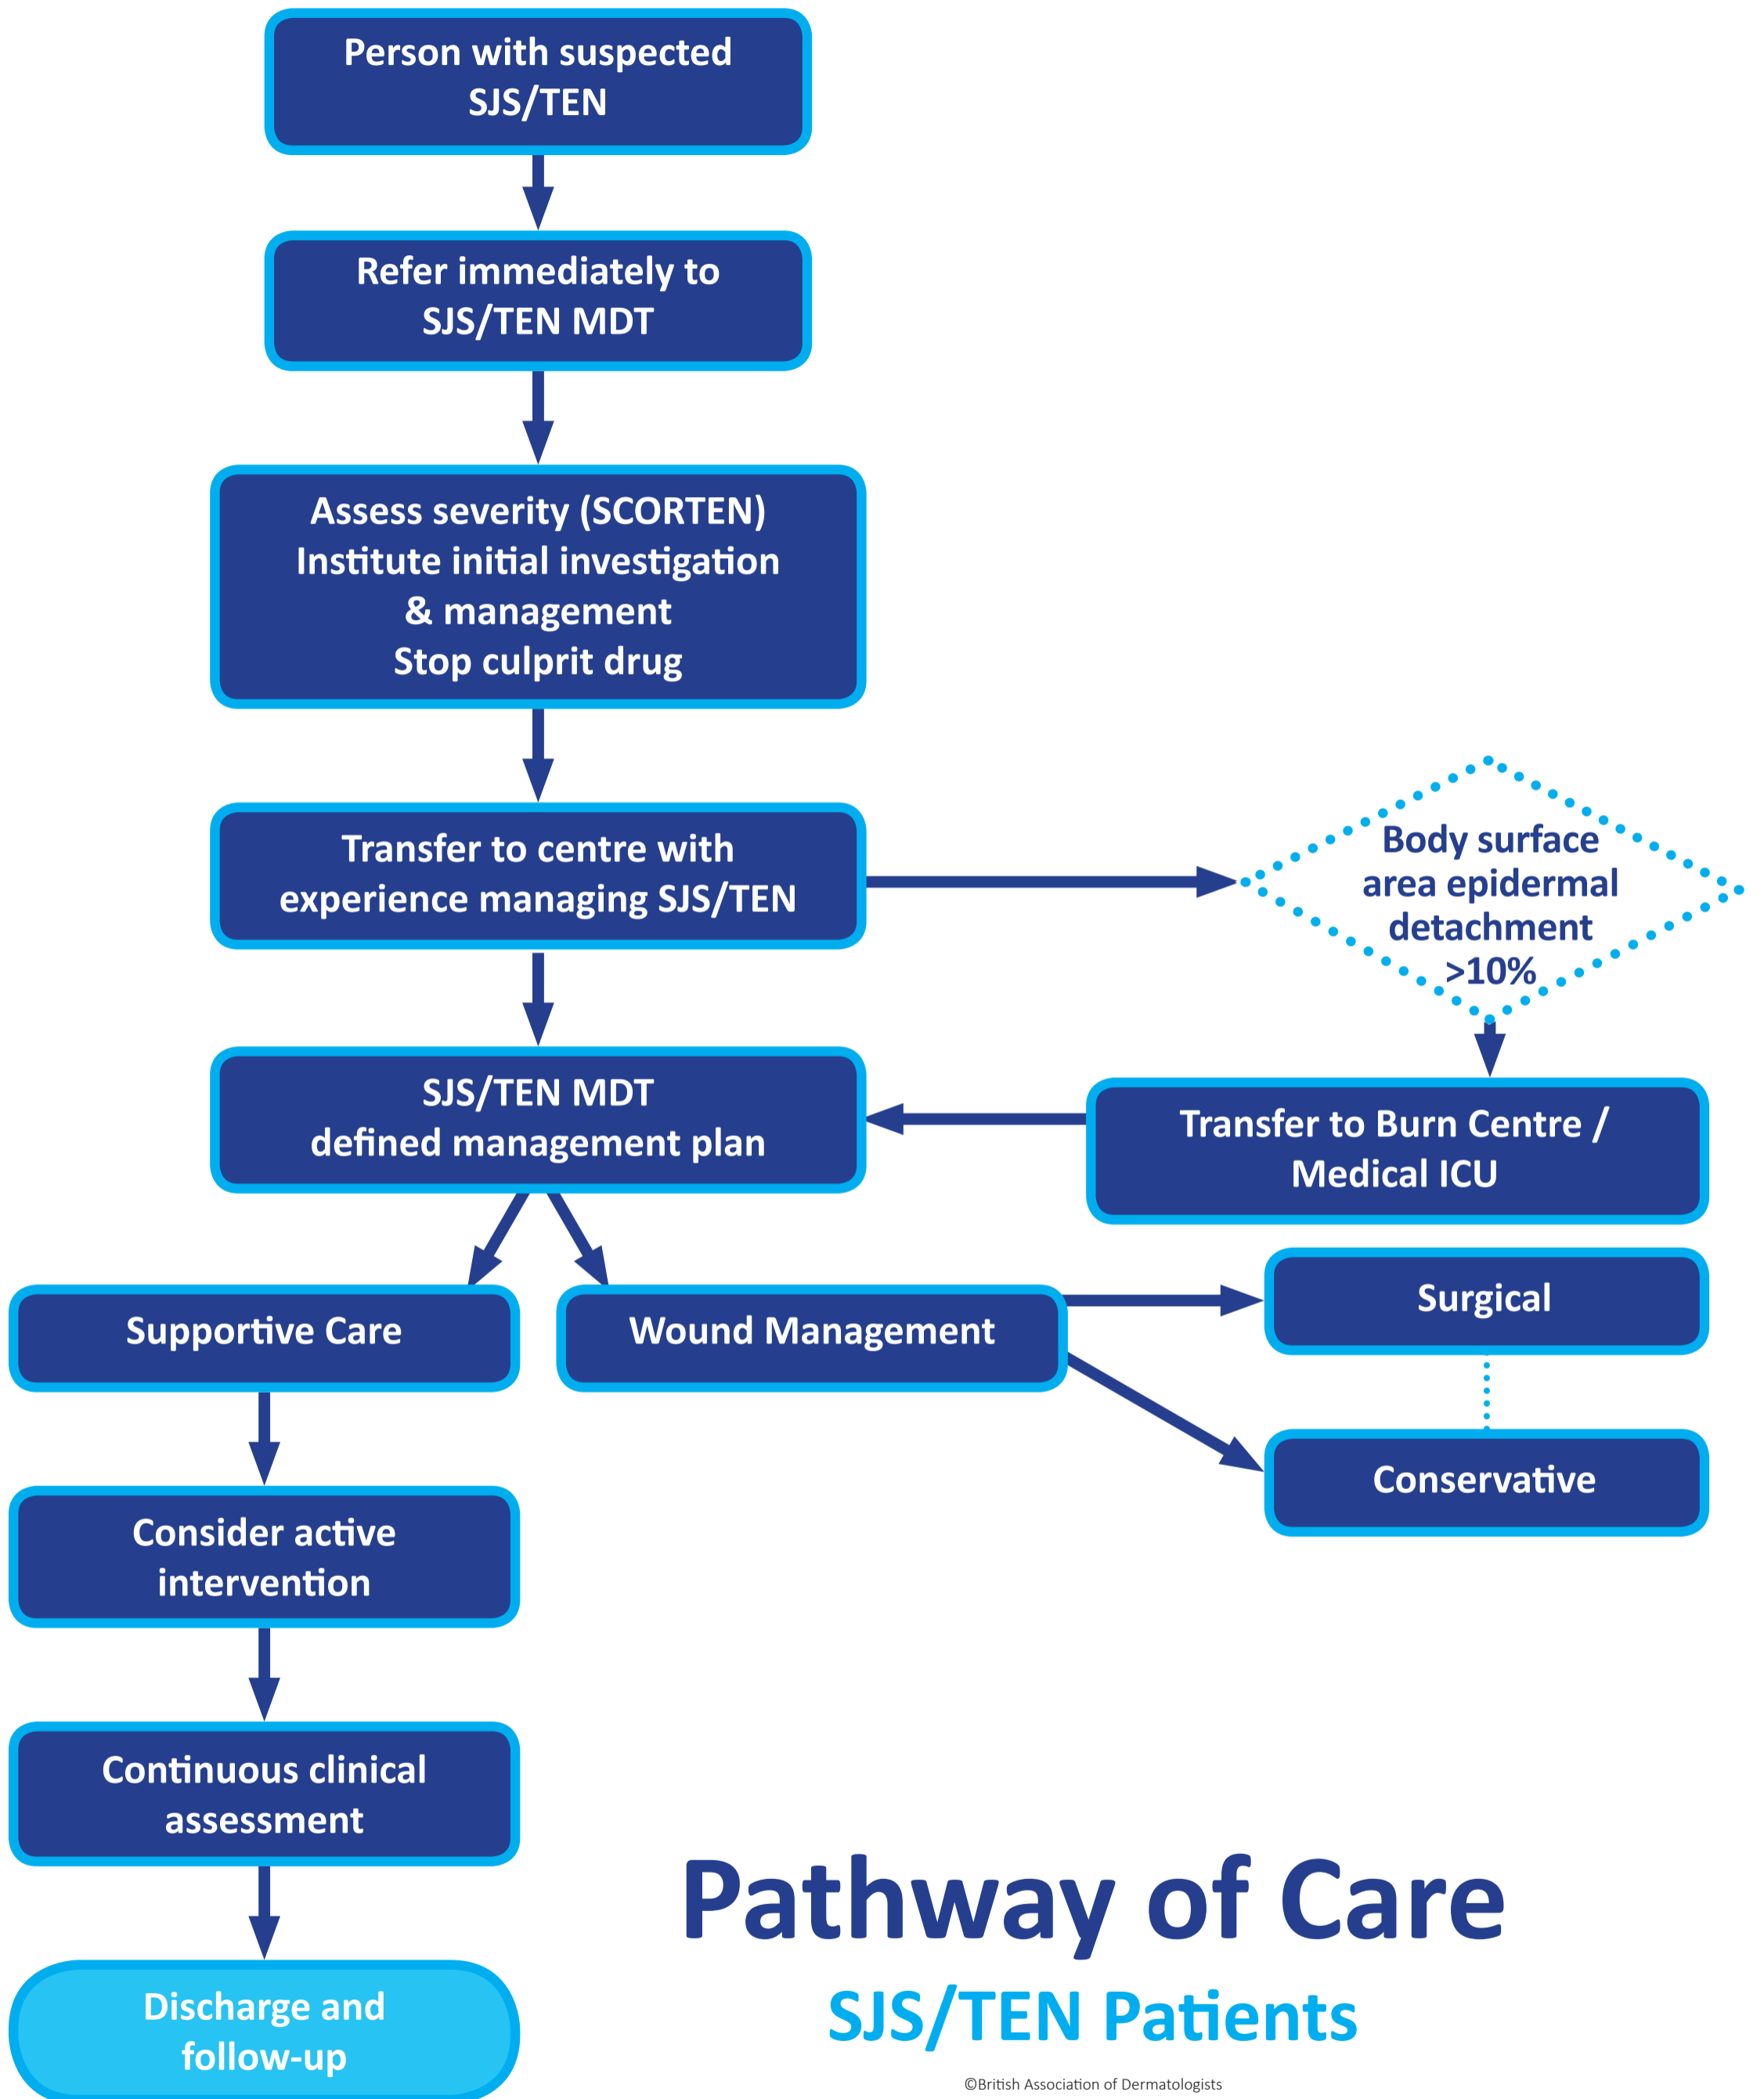 Person with suspected
SJS/TEN
Refer immediately to
SJS/TEN MDT
Assess severity (SCORTEN)
Institute initial investigation
& management
Stop culprit drug
Transfer to centre with
experience managing SJS/TEN
Body surface
area epidermal
detachment
>10%
SJS/TEN MDT
defined management plan
Transfer to Burn Centre /
Medical ICU
Supportive Care
Wound Management
Surgical
Conservative
Consider active
intervention
Continuous clinical
assessment
Discharge and
follow-up
Pathway of Care
SJS/TEN Patients
©British Association of Dermatologists